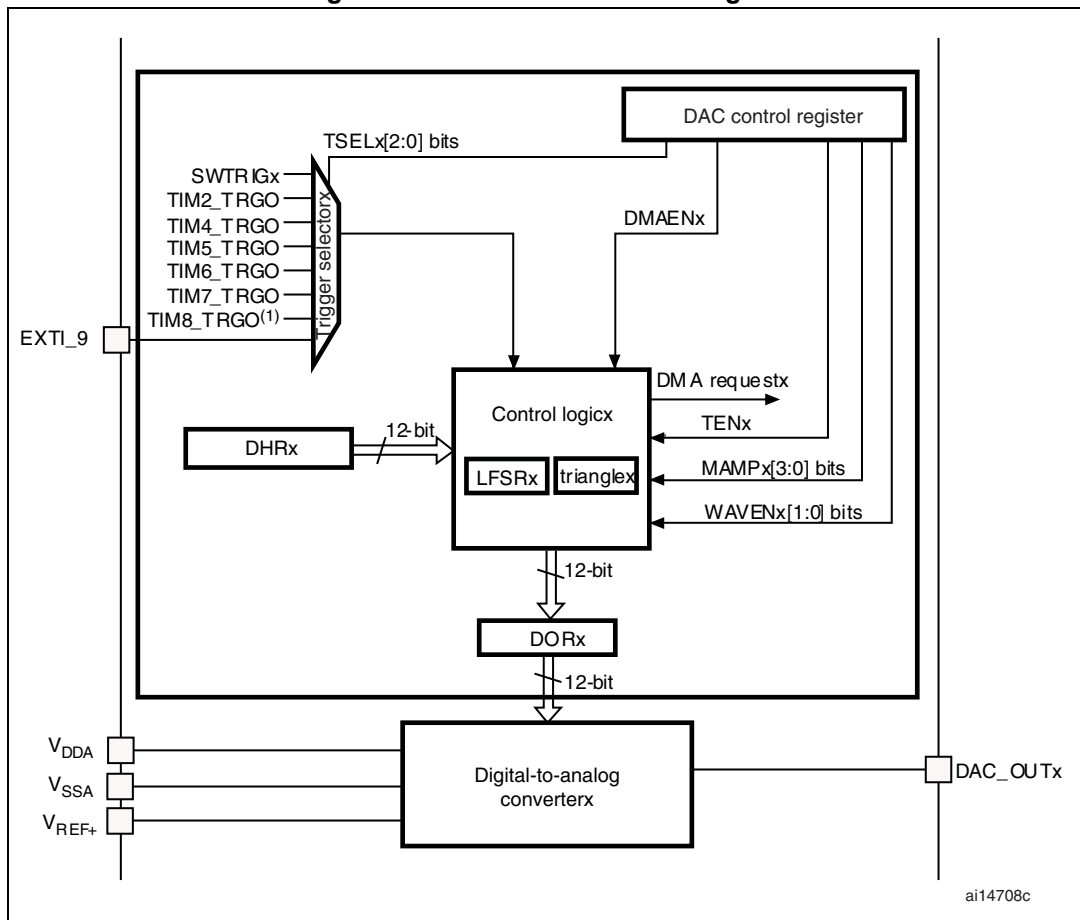 DAC control register
TSELx[2:0] bits
SWTRIGx
TIM2_TRGO
TIM4_TRGO
TIM5_TRGO
TIM6_TRGO
TIM7_TRGO
TIM8_TRGO(1)
EXTI_9
Trigger selectorx
DMAENx
DMA requestx
Control logicx
TENx
12-bit
DHRx
LFSRx
trianglex
MAMPx[3:0] bits
WAVENx[1:0] bits
12-bit
DORx
12-bit
VDDA
VSSA
VREF+
Digital-to-analog
converterx
DAC_OUTx
ai14708c